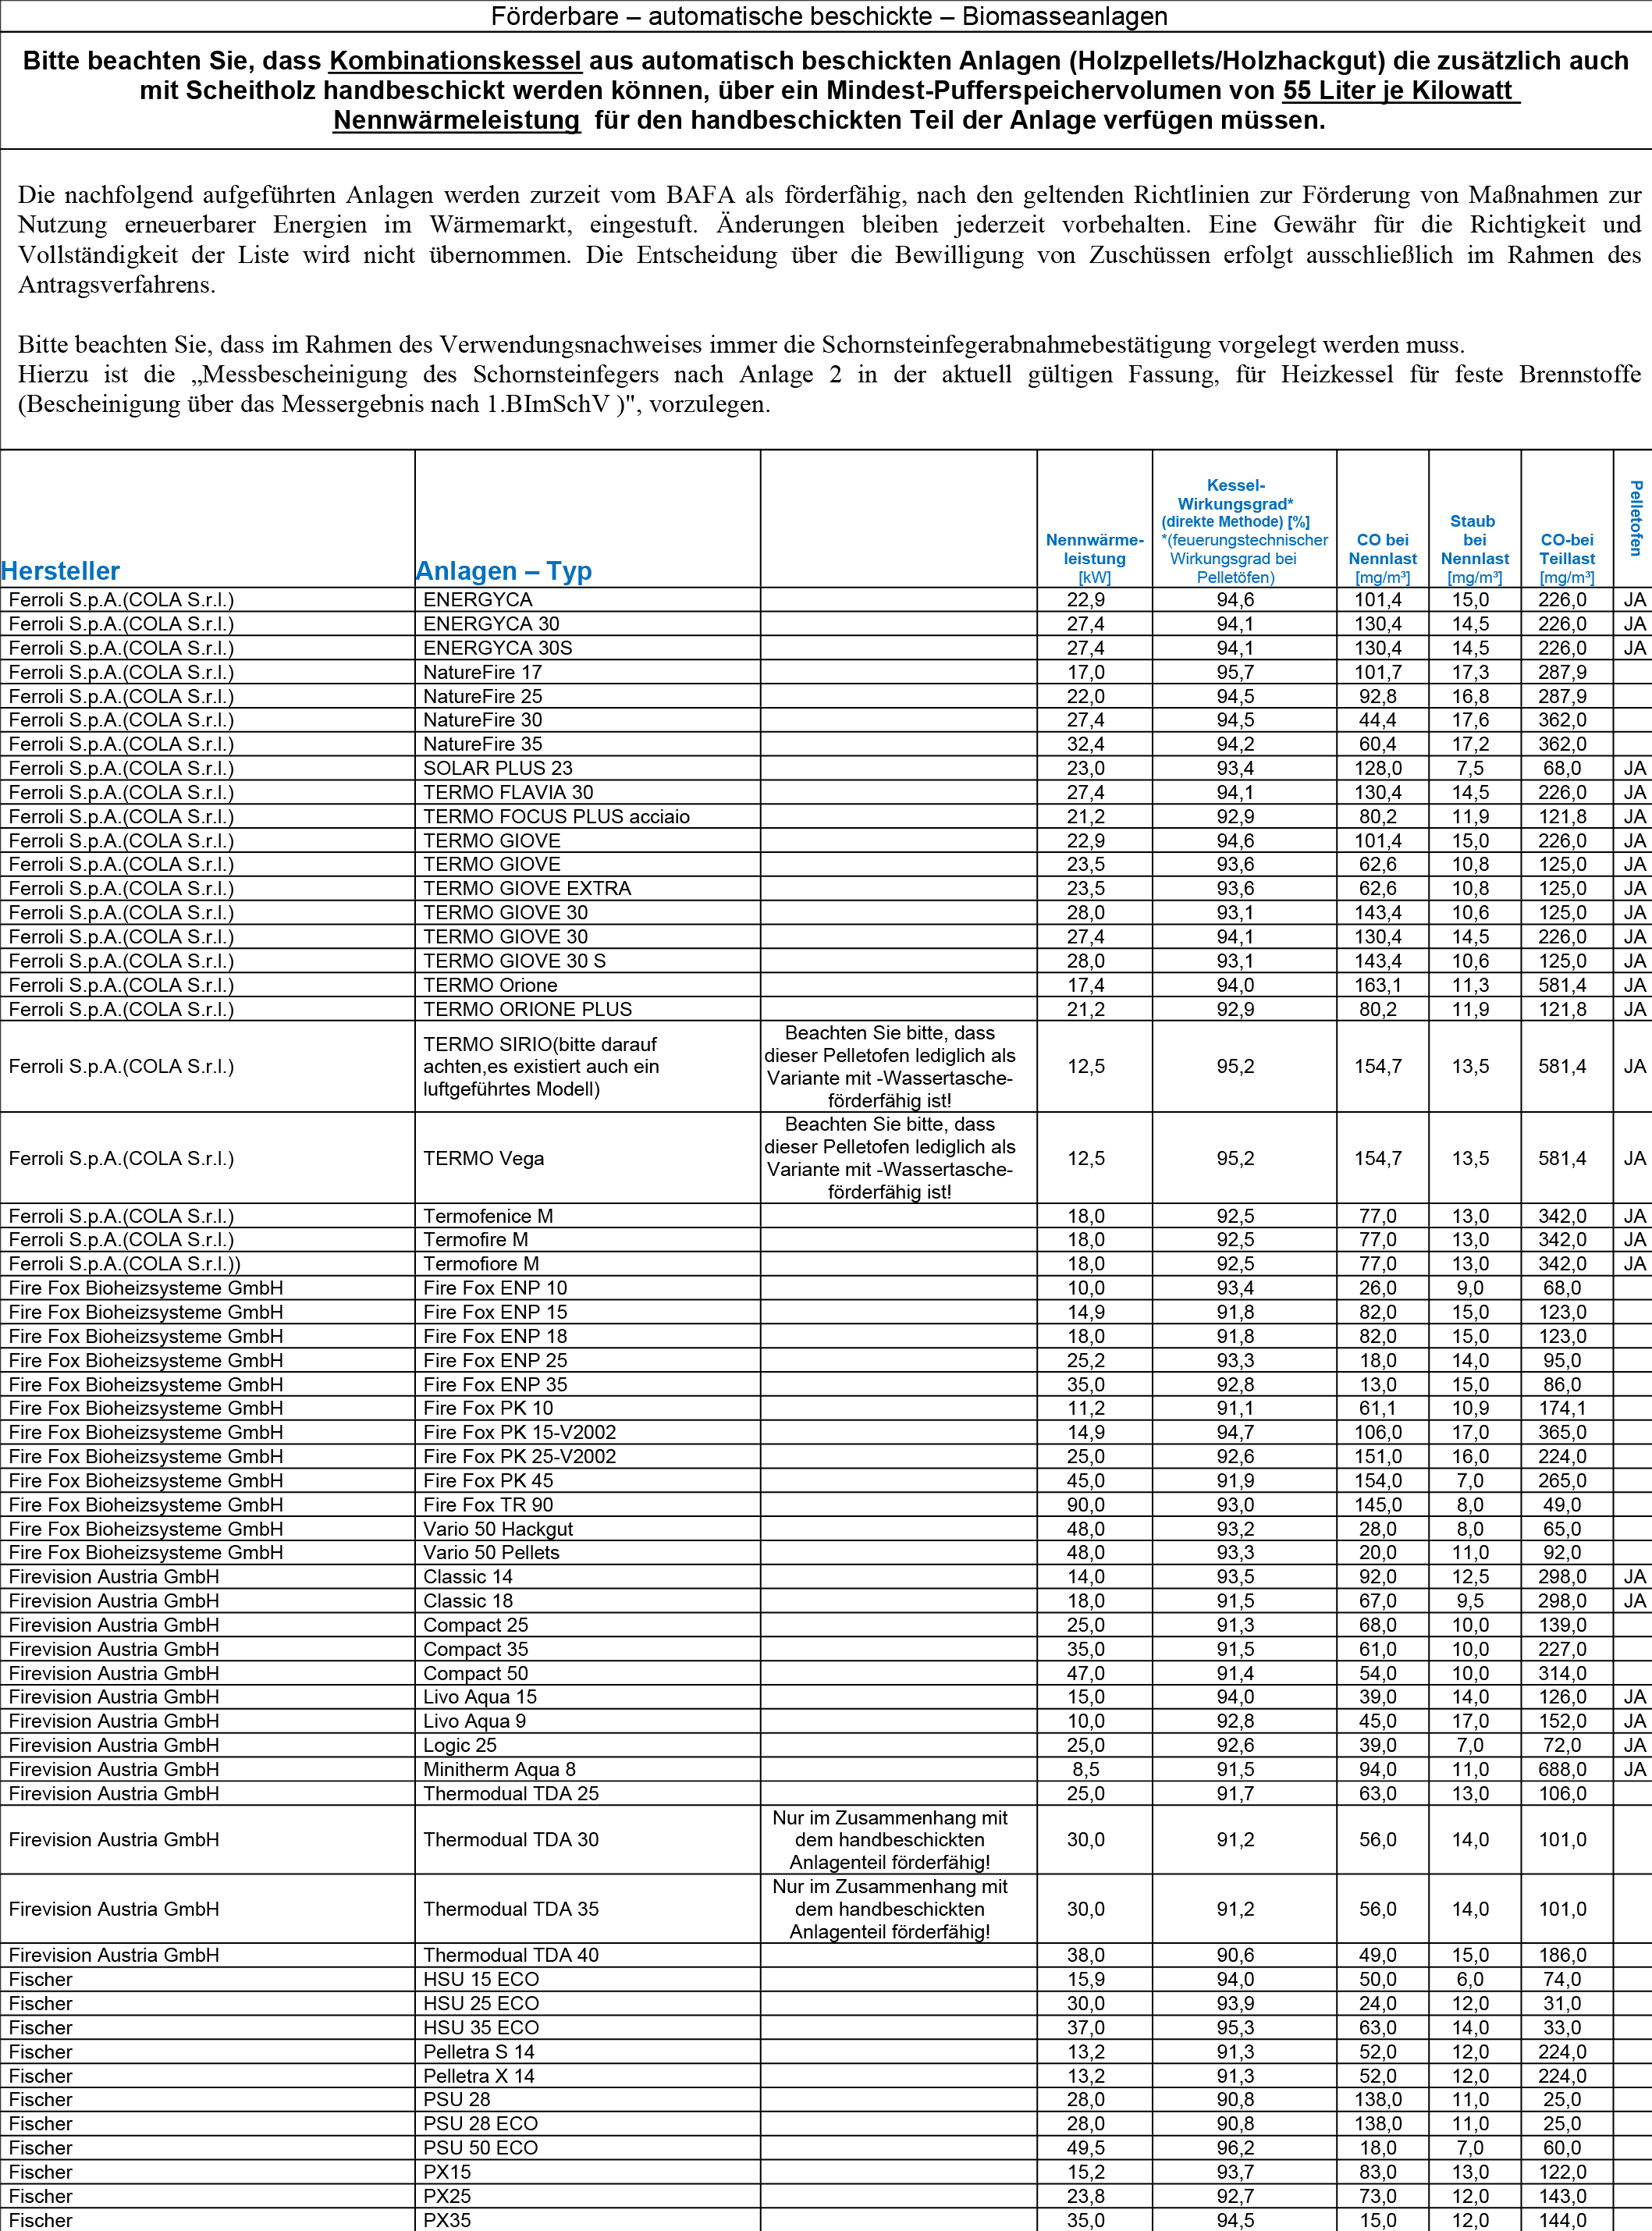 Förderbare – automatische beschickte – Biomasseanlagen
Bitte beachten Sie, dass Kombinationskessel aus automatisch beschickten Anlagen (Holzpellets/Holzhackgut) die zusätzlich auch
mit Scheitholz handbeschickt werden können, über ein Mindest-Pufferspeichervolumen von 55 Liter je Kilowatt
Nennwärmeleistung für den handbeschickten Teil der Anlage verfügen müssen.
Die nachfolgend aufgeführten Anlagen werden zurzeit vom BAFA als förderfähig, nach den geltenden Richtlinien zur Förderung von Maßnahmen zur
Nutzung erneuerbarer Energien im Wärmemarkt, eingestuft. Änderungen bleiben jederzeit vorbehalten. Eine Gewähr für die Richtigkeit und
Vollständigkeit der Liste wird nicht übernommen. Die Entscheidung über die Bewilligung von Zuschüssen erfolgt ausschließlich im Rahmen des
Antragsverfahrens.
Bitte beachten Sie, dass im Rahmen des Verwendungsnachweises immer die Schornsteinfegerabnahmebestätigung vorgelegt werden muss.
Hierzu ist die „Messbescheinigung des Schornsteinfegers nach Anlage 2 in der aktuell gültigen Fassung, für Heizkessel für feste Brennstoffe
(Bescheinigung über das Messergebnis nach 1.BImSchV )", vorzulegen.
Hersteller
Anlagen – Typ
Nennwärme-
leistung
[kW]
Kessel-
Wirkungsgrad*
(direkte Methode) [%]
*(feuerungstechnischer
Wirkungsgrad bei
Pelletöfen)
CO bei
Nennlast
[mg/m³]
Staub
bei
Nennlast
[mg/m³]
CO-bei
Teillast
[mg/m³]
Pelletofen
Ferroli S.p.A.(COLA S.r.l.) ENERGYCA 22,9 94,6 101,4 15,0 226,0 JA
Ferroli S.p.A.(COLA S.r.l.) ENERGYCA 30 27,4 94,1 130,4 14,5 226,0 JA
Ferroli S.p.A.(COLA S.r.l.) ENERGYCA 30S 27,4 94,1 130,4 14,5 226,0 JA
Ferroli S.p.A.(COLA S.r.l.) NatureFire 17 17,0 95,7 101,7 17,3 287,9
Ferroli S.p.A.(COLA S.r.l.) NatureFire 25 22,0 94,5 92,8 16,8 287,9
Ferroli S.p.A.(COLA S.r.l.) NatureFire 30 27,4 94,5 44,4 17,6 362,0
Ferroli S.p.A.(COLA S.r.l.) NatureFire 35 32,4 94,2 60,4 17,2 362,0
Ferroli S.p.A.(COLA S.r.l.) SOLAR PLUS 23 23,0 93,4 128,0 7,5 68,0 JA
Ferroli S.p.A.(COLA S.r.l.) TERMO FLAVIA 30 27,4 94,1 130,4 14,5 226,0 JA
Ferroli S.p.A.(COLA S.r.l.) TERMO FOCUS PLUS acciaio 21,2 92,9 80,2 11,9 121,8 JA
Ferroli S.p.A.(COLA S.r.l.) TERMO GIOVE 22,9 94,6 101,4 15,0 226,0 JA
Ferroli S.p.A.(COLA S.r.l.) TERMO GIOVE 23,5 93,6 62,6 10,8 125,0 JA
Ferroli S.p.A.(COLA S.r.l.) TERMO GIOVE EXTRA 23,5 93,6 62,6 10,8 125,0 JA
Ferroli S.p.A.(COLA S.r.l.) TERMO GIOVE 30 28,0 93,1 143,4 10,6 125,0 JA
Ferroli S.p.A.(COLA S.r.l.) TERMO GIOVE 30 27,4 94,1 130,4 14,5 226,0 JA
Ferroli S.p.A.(COLA S.r.l.) TERMO GIOVE 30 S 28,0 93,1 143,4 10,6 125,0 JA
Ferroli S.p.A.(COLA S.r.l.) TERMO Orione 17,4 94,0 163,1 11,3 581,4 JA
Ferroli S.p.A.(COLA S.r.l.) TERMO ORIONE PLUS 21,2 92,9 80,2 11,9 121,8 JA
Ferroli S.p.A.(COLA S.r.l.)
TERMO SIRIO(bitte darauf
achten,es existiert auch ein
luftgeführtes Modell)
Beachten Sie bitte, dass
dieser Pelletofen lediglich als
Variante mit -Wassertasche-
förderfähig ist!
12,5 95,2 154,7 13,5 581,4 JA
Ferroli S.p.A.(COLA S.r.l.) TERMO Vega
Beachten Sie bitte, dass
dieser Pelletofen lediglich als
Variante mit -Wassertasche-
förderfähig ist!
12,5 95,2 154,7 13,5 581,4 JA
Ferroli S.p.A.(COLA S.r.l.) Termofenice M 18,0 92,5 77,0 13,0 342,0 JA
Ferroli S.p.A.(COLA S.r.l.) Termofire M 18,0 92,5 77,0 13,0 342,0 JA
Ferroli S.p.A.(COLA S.r.l.)) Termofiore M 18,0 92,5 77,0 13,0 342,0 JA
Fire Fox Bioheizsysteme GmbH Fire Fox ENP 10 10,0 93,4 26,0 9,0 68,0
Fire Fox Bioheizsysteme GmbH Fire Fox ENP 15 14,9 91,8 82,0 15,0 123,0
Fire Fox Bioheizsysteme GmbH Fire Fox ENP 18 18,0 91,8 82,0 15,0 123,0
Fire Fox Bioheizsysteme GmbH Fire Fox ENP 25 25,2 93,3 18,0 14,0 95,0
Fire Fox Bioheizsysteme GmbH Fire Fox ENP 35 35,0 92,8 13,0 15,0 86,0
Fire Fox Bioheizsysteme GmbH Fire Fox PK 10 11,2 91,1 61,1 10,9 174,1
Fire Fox Bioheizsysteme GmbH Fire Fox PK 15-V2002 14,9 94,7 106,0 17,0 365,0
Fire Fox Bioheizsysteme GmbH Fire Fox PK 25-V2002 25,0 92,6 151,0 16,0 224,0
Fire Fox Bioheizsysteme GmbH Fire Fox PK 45 45,0 91,9 154,0 7,0 265,0
Fire Fox Bioheizsysteme GmbH Fire Fox TR 90 90,0 93,0 145,0 8,0 49,0
Fire Fox Bioheizsysteme GmbH Vario 50 Hackgut 48,0 93,2 28,0 8,0 65,0
Fire Fox Bioheizsysteme GmbH Vario 50 Pellets 48,0 93,3 20,0 11,0 92,0
Firevision Austria GmbH Classic 14 14,0 93,5 92,0 12,5 298,0 JA
Firevision Austria GmbH Classic 18 18,0 91,5 67,0 9,5 298,0 JA
Firevision Austria GmbH Compact 25 25,0 91,3 68,0 10,0 139,0
Firevision Austria GmbH Compact 35 35,0 91,5 61,0 10,0 227,0
Firevision Austria GmbH Compact 50 47,0 91,4 54,0 10,0 314,0
Firevision Austria GmbH Livo Aqua 15 15,0 94,0 39,0 14,0 126,0 JA
Firevision Austria GmbH Livo Aqua 9 10,0 92,8 45,0 17,0 152,0 JA
Firevision Austria GmbH Logic 25 25,0 92,6 39,0 7,0 72,0 JA
Firevision Austria GmbH Minitherm Aqua 8 8,5 91,5 94,0 11,0 688,0 JA
Firevision Austria GmbH Thermodual TDA 25 25,0 91,7 63,0 13,0 106,0
Firevision Austria GmbH Thermodual TDA 30
Nur im Zusammenhang mit
dem handbeschickten
Anlagenteil förderfähig!
30,0 91,2 56,0 14,0 101,0
Firevision Austria GmbH Thermodual TDA 35
Nur im Zusammenhang mit
dem handbeschickten
Anlagenteil förderfähig!
30,0 91,2 56,0 14,0 101,0
Firevision Austria GmbH Thermodual TDA 40 38,0 90,6 49,0 15,0 186,0
Fischer HSU 15 ECO 15,9 94,0 50,0 6,0 74,0
Fischer HSU 25 ECO 30,0 93,9 24,0 12,0 31,0
Fischer HSU 35 ECO 37,0 95,3 63,0 14,0 33,0
Fischer Pelletra S 14 13,2 91,3 52,0 12,0 224,0
Fischer Pelletra X 14 13,2 91,3 52,0 12,0 224,0
Fischer PSU 28 28,0 90,8 138,0 11,0 25,0
Fischer PSU 28 ECO 28,0 90,8 138,0 11,0 25,0
Fischer PSU 50 ECO 49,5 96,2 18,0 7,0 60,0
Fischer PX15 15,2 93,7 83,0 13,0 122,0
Fischer PX25 23,8 92,7 73,0 12,0 143,0
Fischer PX35 35,0 94,5 15,0 12,0 144,0